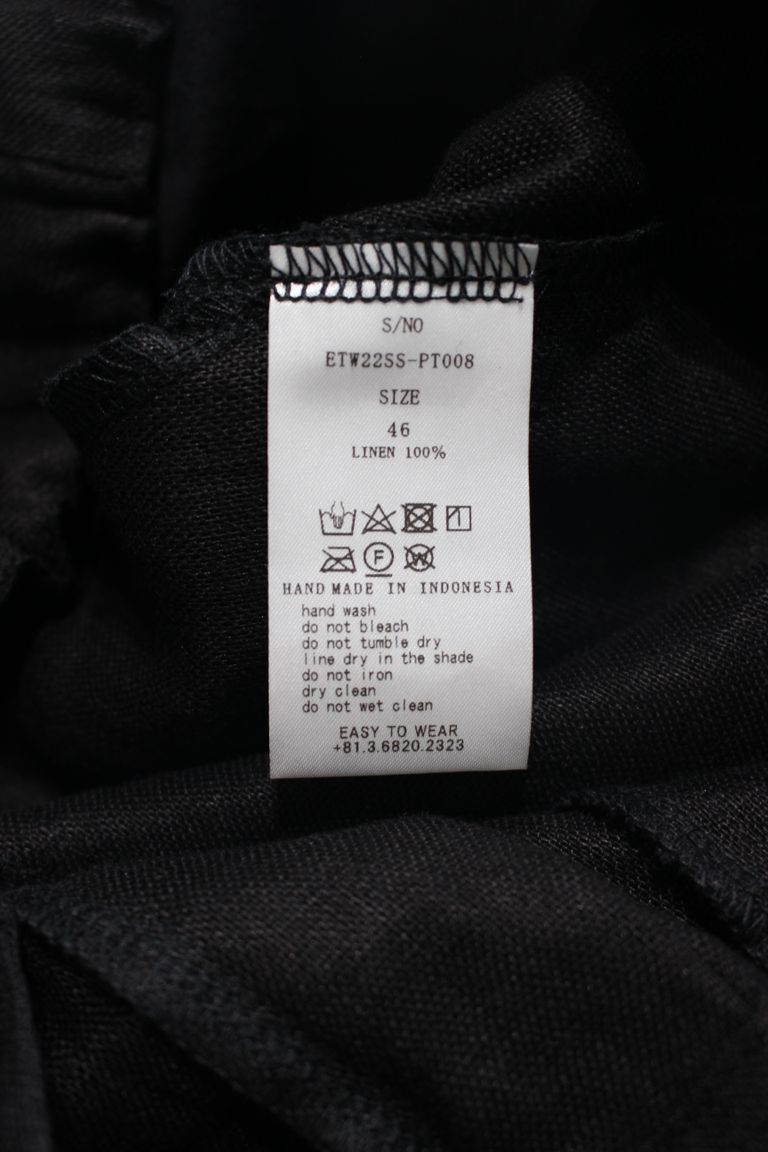 S/NO
ETW22SS-PT008
SIZE
46
LINEN 100%
F W
HAND MADE IN INDONESIA
hand wash
do not bleach
do not tumble dry
line dry in the shade
do not iron
dry clean
do not wet clean
EASY TO WEAR
+81.3.6820.2323